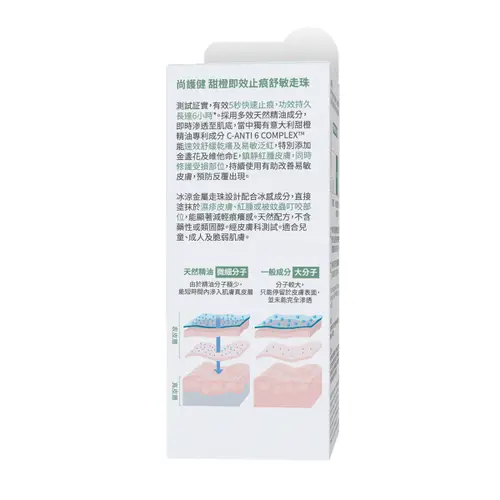 尚護健 甜橙即效止痕舒敏走珠
測試証實，有效5秒快速止痕，功效持久
長達6小時*。採用多效天然精油成分，
即時滲透至肌底，當中獨有意大利甜橙
精油專利成分 C-ANTI 6 COMPLEX™
能速效舒緩乾癢及易敏泛紅，特別添加
金盞花及維他命E，鎮靜紅腫皮膚，同時
修護受損部位，持續使用有助改善易敏
皮膚，預防反覆出現。
冰涼金屬走珠設計配合冰感成分，直接
塗抹於濕疹皮膚、紅腫或被蚊蟲叮咬部
位，能顯著減輕痕癢感。天然配方，不含
藥性或類固醇。經皮膚科測試。適合兒
童、成人及脆弱肌膚。
天然精油 微細分子
由於精油分子極少，
能短時間內滲入肌膚真皮層
一般成分 大分子
分子較大，
只能停留於皮膚表面，
並未能完全滲透
表皮層
真皮層